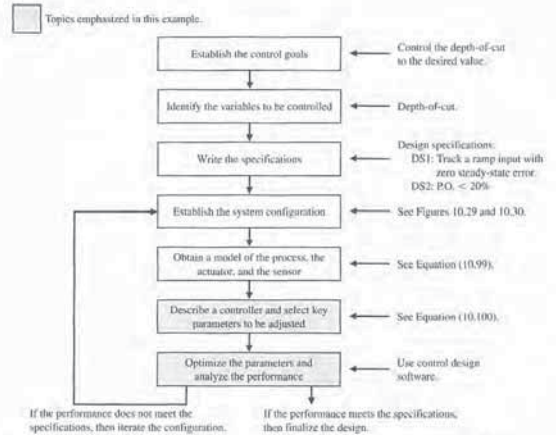 Topics emphasized in this example.
Establish the control goals
Control the depth-of-cut
to the desired value.
Identify the variables to be controlled
Depth-of-cut.
Write the specifications
Design specifications:
DS1: Track a ramp input with
zero steady-state error.
DS2: P.O. < 20%
Establish the system configuration
See Figures 10.29 and 10.30.
Obtain a model of the process, the
actuator, and the sensor
See Equation (10.99).
Describe a controller and select key
parameters to be adjusted
See Equation (10.100).
Optimize the parameters and
analyze the performance
Use control design
software.
If the performance does not meet the
specifications, then iterate the configuration.
If the performance meets the specifications,
then finalize the design.